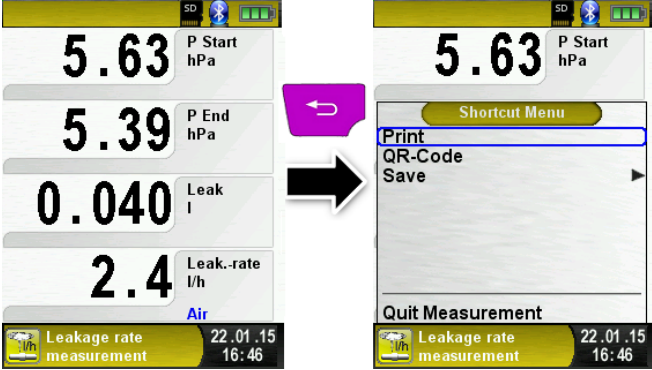 SD
5.63
P Start
hPa
5.39
P End
hPa
0.040
Leak
l
2.4
Leak.-rate
l/h
Air
l/h
Leakage rate
measurement
22.01.15
16:46
SD
5.63
P Start
hPa
Shortcut Menu
Print
QR-Code
Save
Quit Measurement
l/h
Leakage rate
measurement
22.01.15
16:46